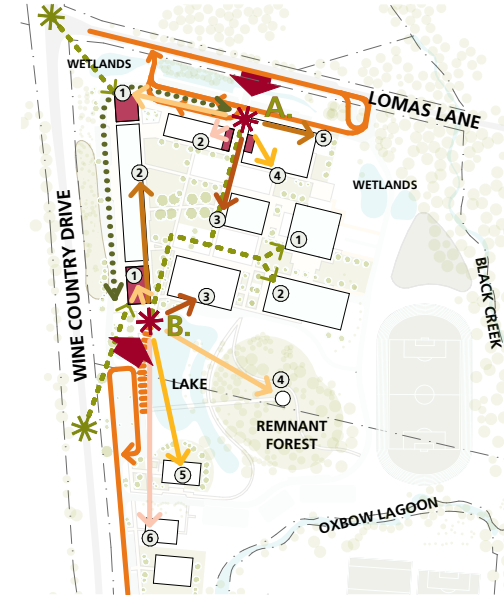 WETLANDS
1
A.
LOMAS LANE
5
2
4
2
WETLANDS
3
1
WINE COUNTRY DRIVE
BLACK CREEK
1
3
2
B.
LAKE
4
REMNANT
FOREST
5
OXBOW LAGOON
6